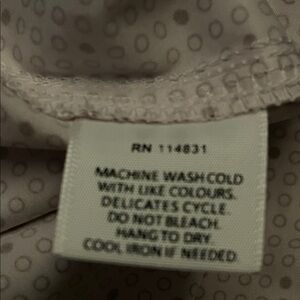 RN 114831
MACHINE WASH COLD
WITH LIKE COLOURS.
DELICATES CYCLE.
DO NOT BLEACH.
HANG TO DRY.
COOL IRON IF NEEDED.